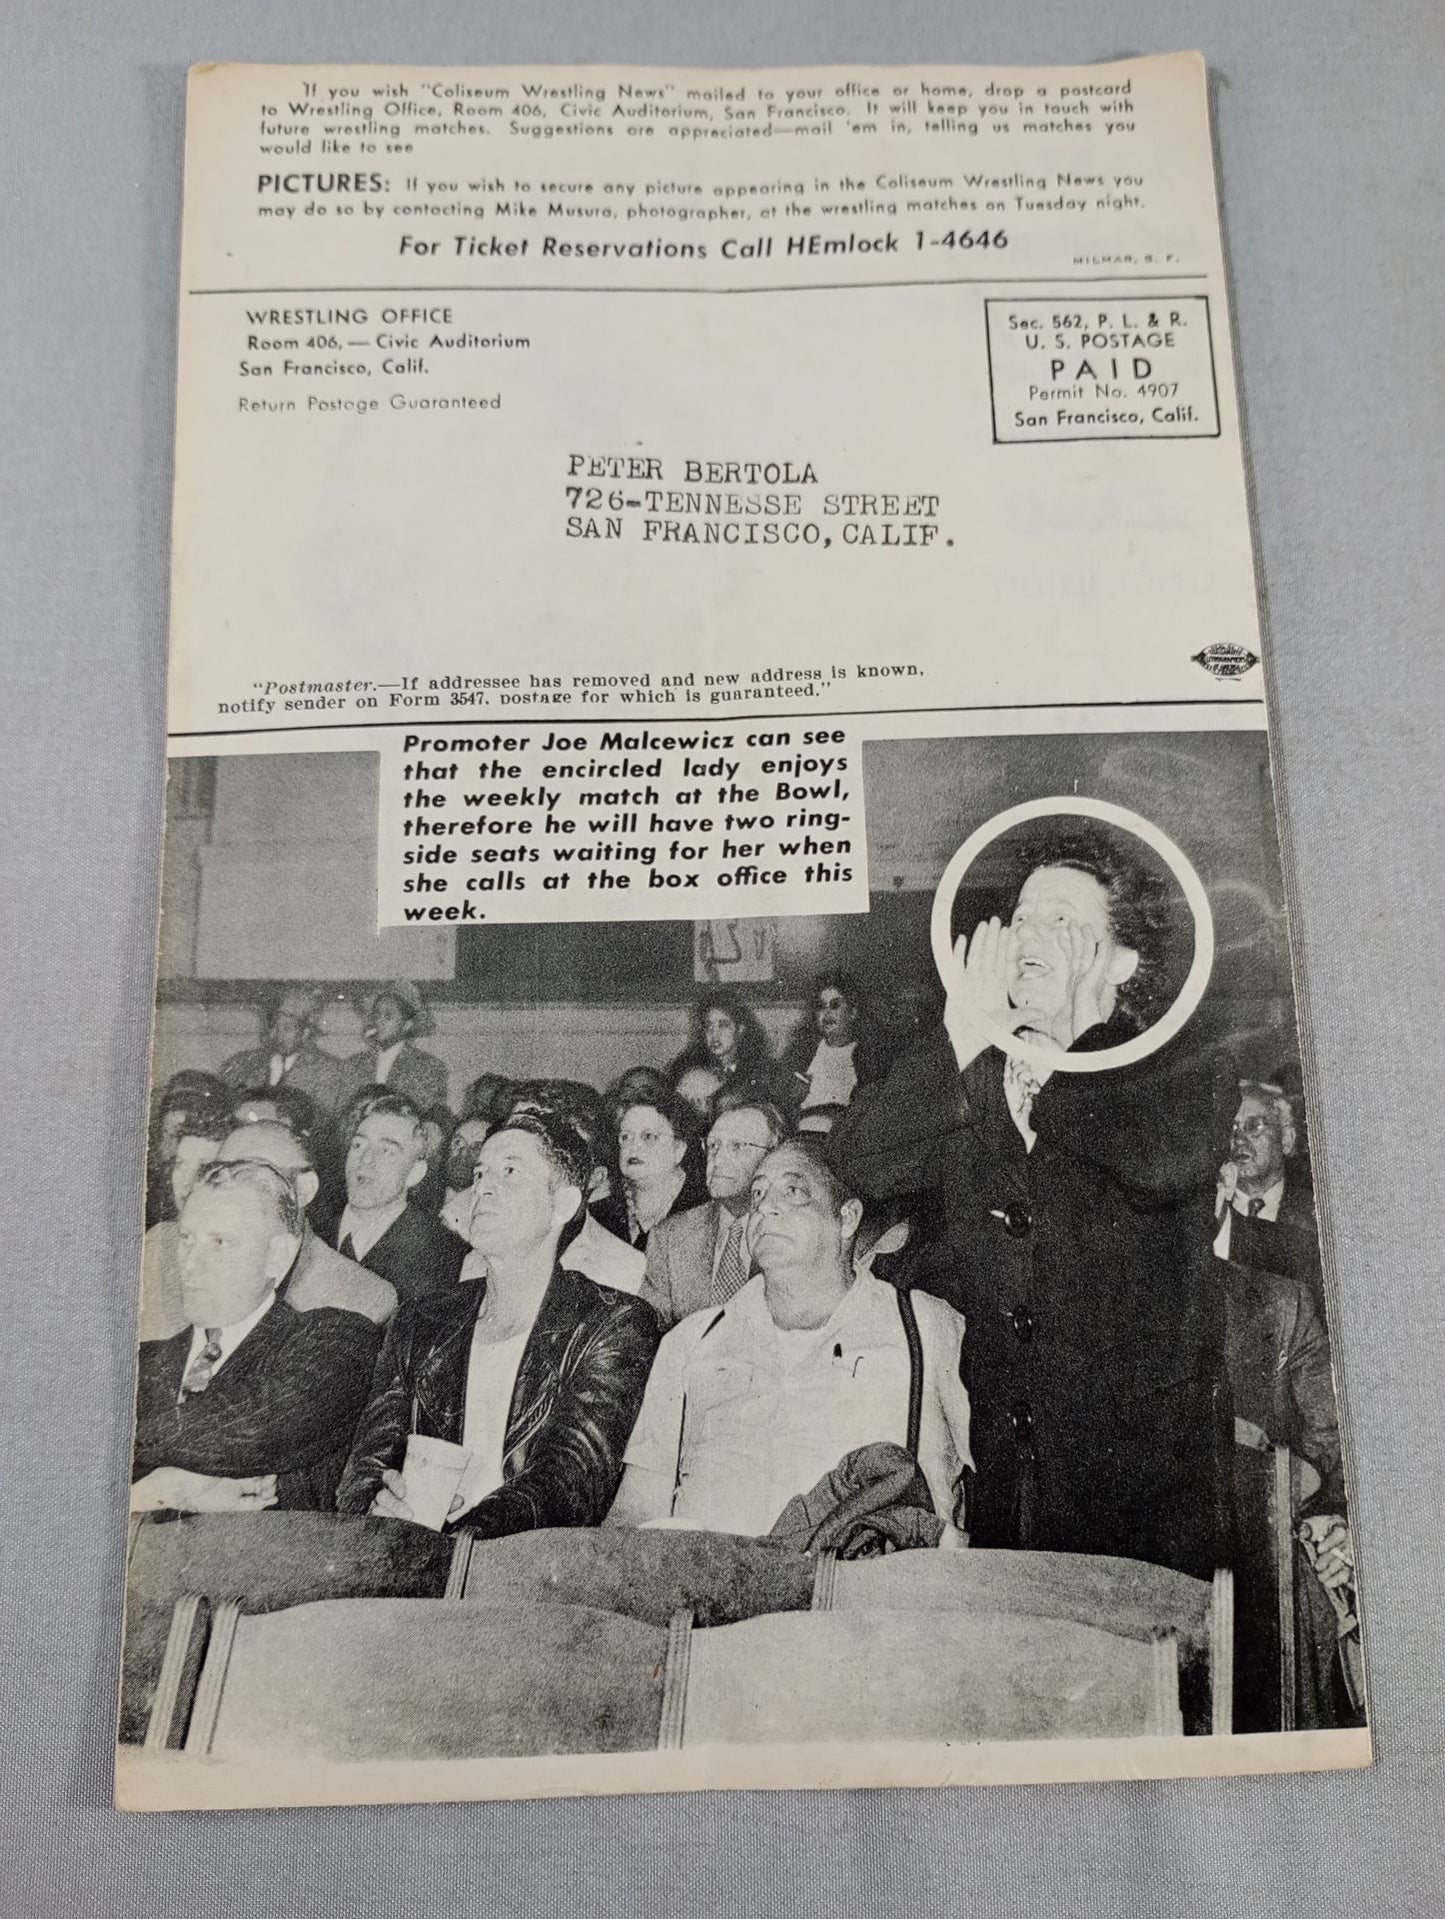 If you wish "Coliseum Wrestling News" mailed to your office or home, drop a postcard
to Wrestling Office, Room 406, Civic Auditorium, San Francisco. It will keep you in touch with
future wrestling matches. Suggestions are appreciated—mail 'em in, telling us matches you
would like to see
PICTURES: If you wish to secure any picture appearing in the Coliseum Wrestling News you
may do so by contacting Mike Musura, photographer, at the wrestling matches on Tuesday night.
For Ticket Reservations Call HEmlock 1-4646
MILMAR, S. F.
WRESTLING OFFICE
Room 406, — Civic Auditorium
San Francisco, Calif.
Return Postage Guaranteed
Sec. 562, P. L. & R.
U. S. POSTAGE
PAID
Permit No. 4907
San Francisco, Calif.
PETER BERTOLA
726-TENNESSE STREET
SAN FRANCISCO, CALIF.
"Postmaster.—If addressee has removed and new address is known,
notify sender on Form 3547, postage for which is guaranteed."
Promoter Joe Malcewicz can see
that the encircled lady enjoys
the weekly match at the Bowl,
therefore he will have two ring-
side seats waiting for her when
she calls at the box office this
week.